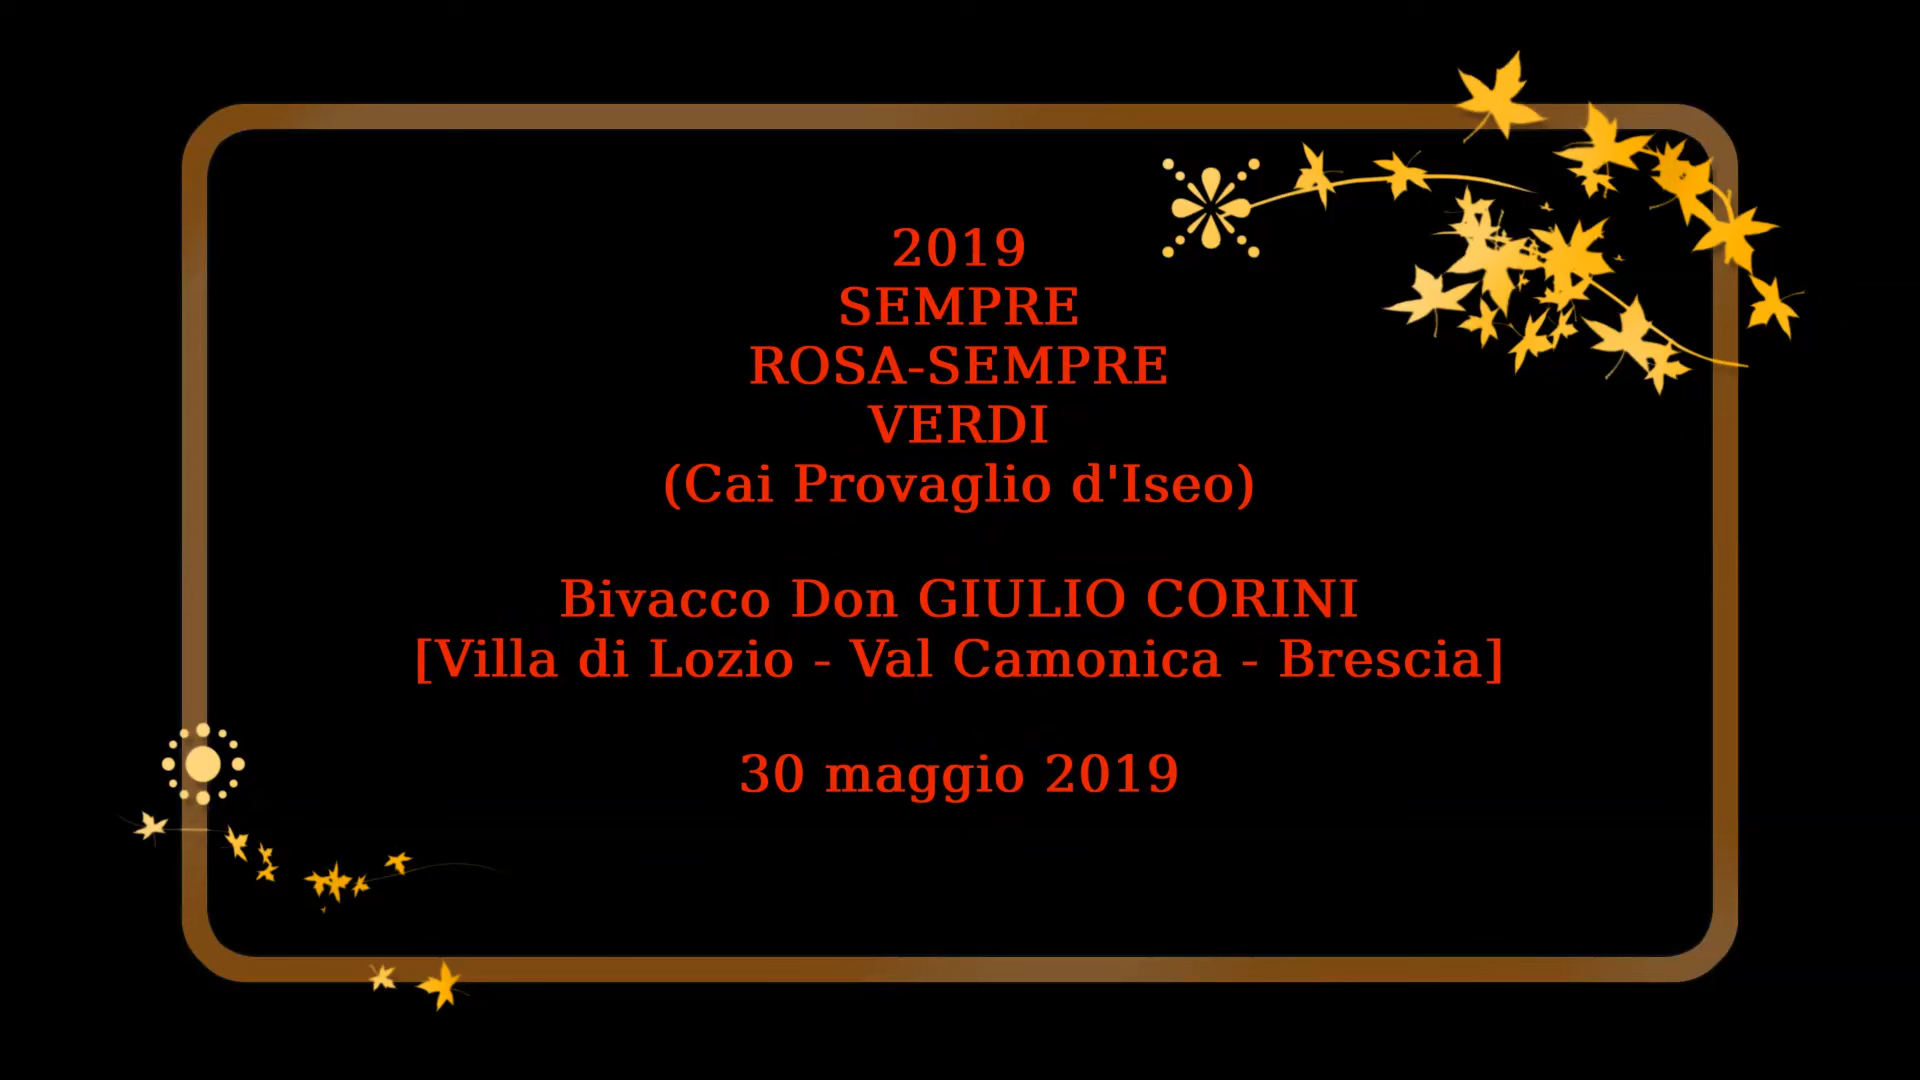 2019
SEMPRE
ROSA-SEMPRE
VERDI
(Cai Provaglio d'Iseo)
Bivacco Don GIULIO CORINI
[Villa di Lozio - Val Camonica - Brescia]
30 maggio 2019